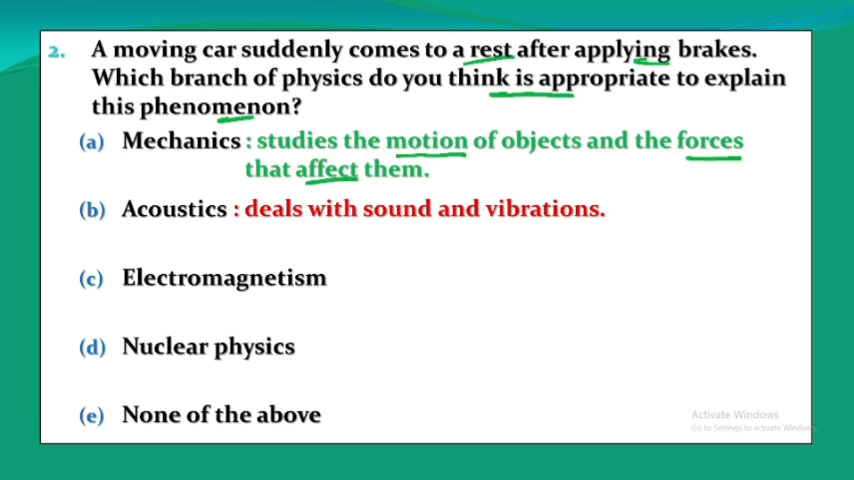 2. A moving car suddenly comes to a rest after applying brakes.
Which branch of physics do you think is appropriate to explain
this phenomenon?
(a) Mechanics : studies the motion of objects and the forces
that affect them.
(b) Acoustics : deals with sound and vibrations.
(c) Electromagnetism
(d) Nuclear physics
(e) None of the above
Activate Windows
Go to Settings to activate Windows.